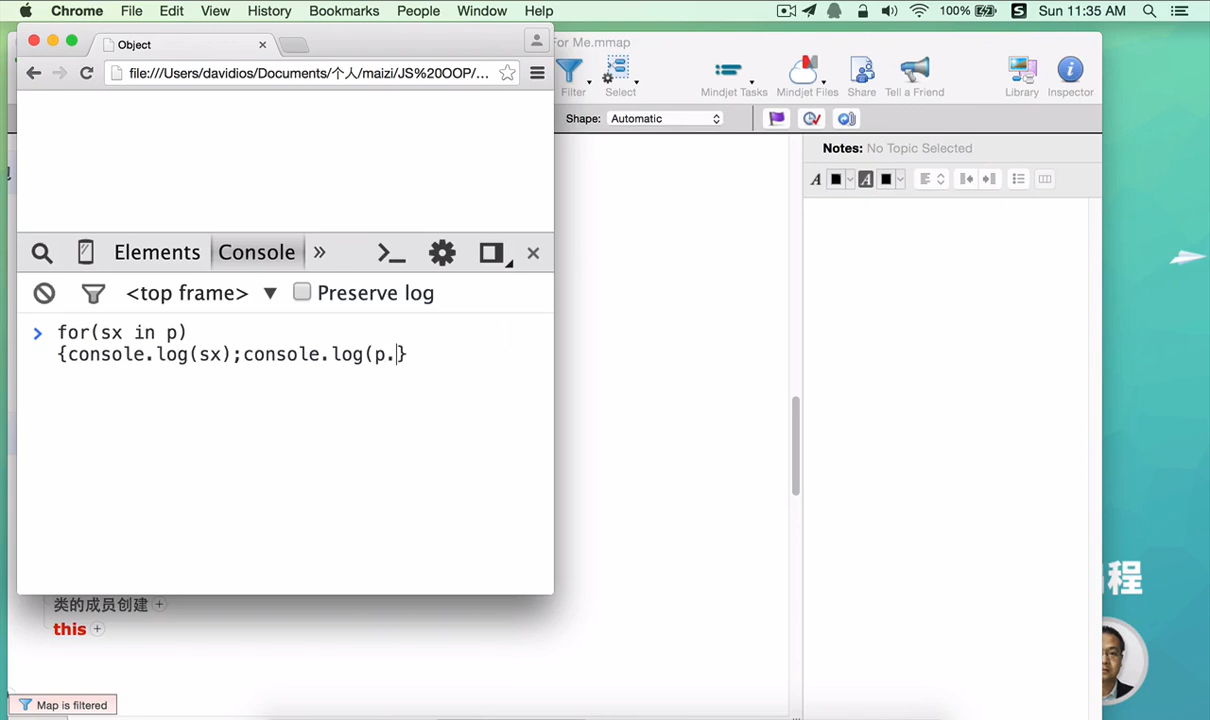 Chrome File Edit View History Bookmarks People Window Help 100% S Sun 11:35 AM
Object
For Me.mmap
file:///Users/davidios/Documents/个人/maizi/JS%20OOP/...
Filter Select Mindjet Tasks Mindjet Files Share Tell a Friend Library Inspector
Shape: Automatic
Notes: No Topic Selected
A A
Elements Console »
<top frame> ▼ Preserve log
> for(sx in p)
{console.log(sx);console.log(p.}
程
类的成员创建
this
Map is filtered